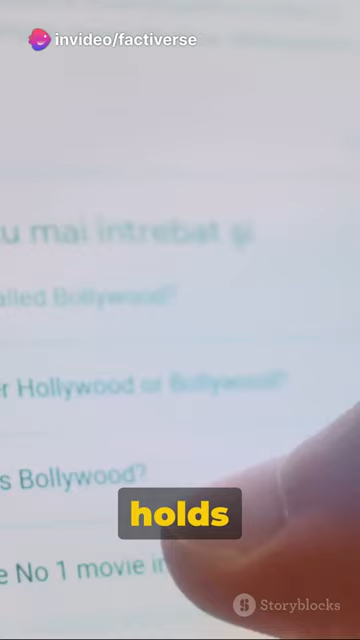 invideo/factiverse
u mai intrebat și
alled Bollywood?
r Hollywood or Bollywood?
s Bollywood?
holds
e No 1 movie in
Storyblocks